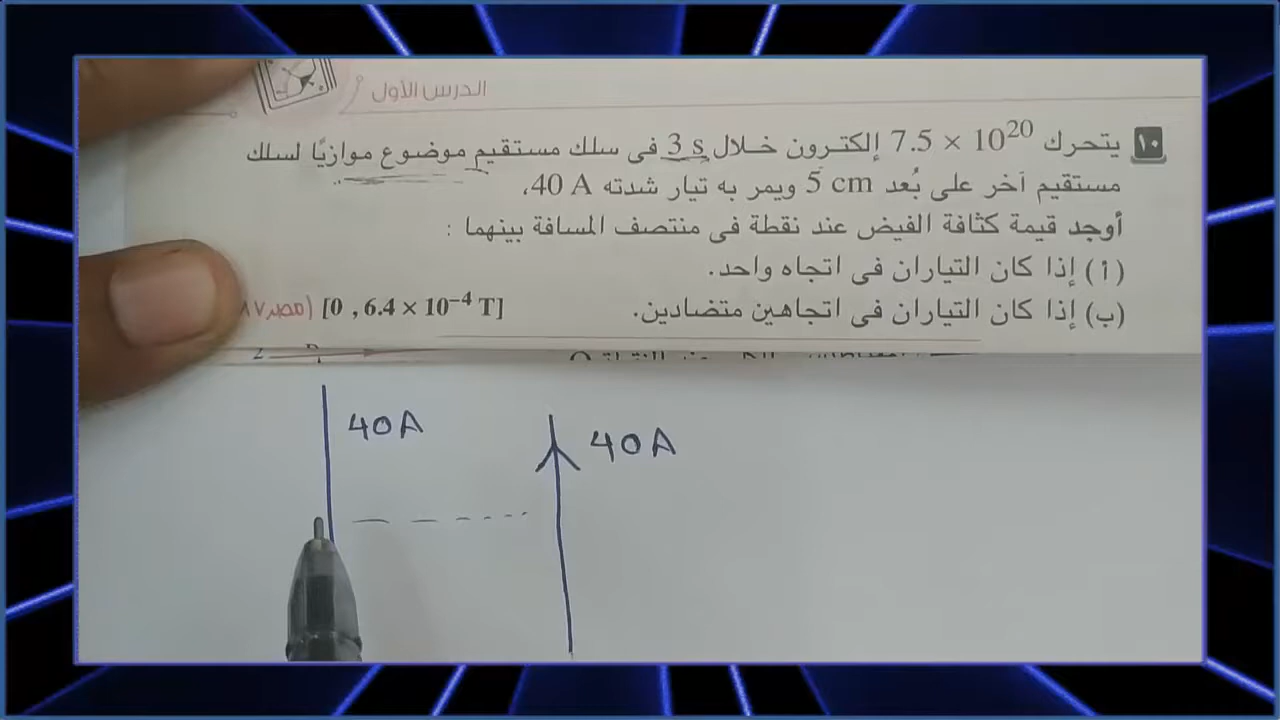 الدرس الأول
١٠ يتحرك 7.5 × 10²⁰ إلكترون خلال 3 s فى سلك مستقيم موضوع موازيًا لسلك
مستقيم آخر على بُعد 5 cm ويمر به تيار شدته 40 A،
أوجد قيمة كثافة الفيض عند نقطة فى منتصف المسافة بينهما :
(أ) إذا كان التياران فى اتجاه واحد.
(ب) إذا كان التياران فى اتجاهين متضادين. (مصر ٨٧ [0 , 6.4 × 10⁻⁴ T]
40A
40A